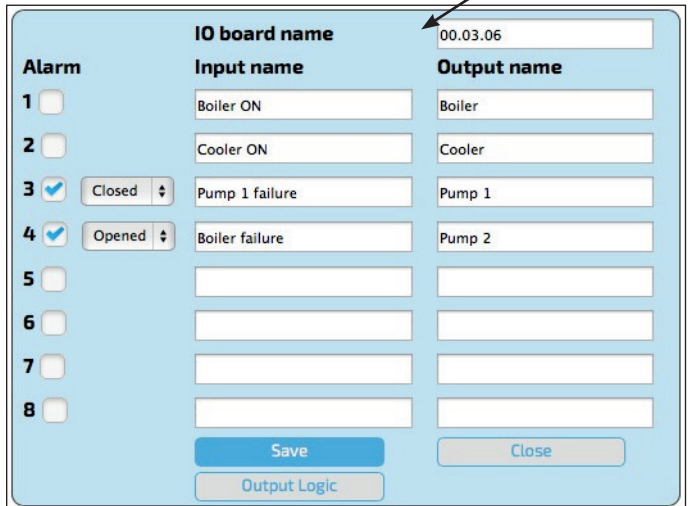 IO board name 00.03.06
Alarm Input name Output name
1 Boiler ON Boiler
2 Cooler ON Cooler
3 Closed Pump 1 failure Pump 1
4 Opened Boiler failure Pump 2
5
6
7
8
Save Close
Output Logic